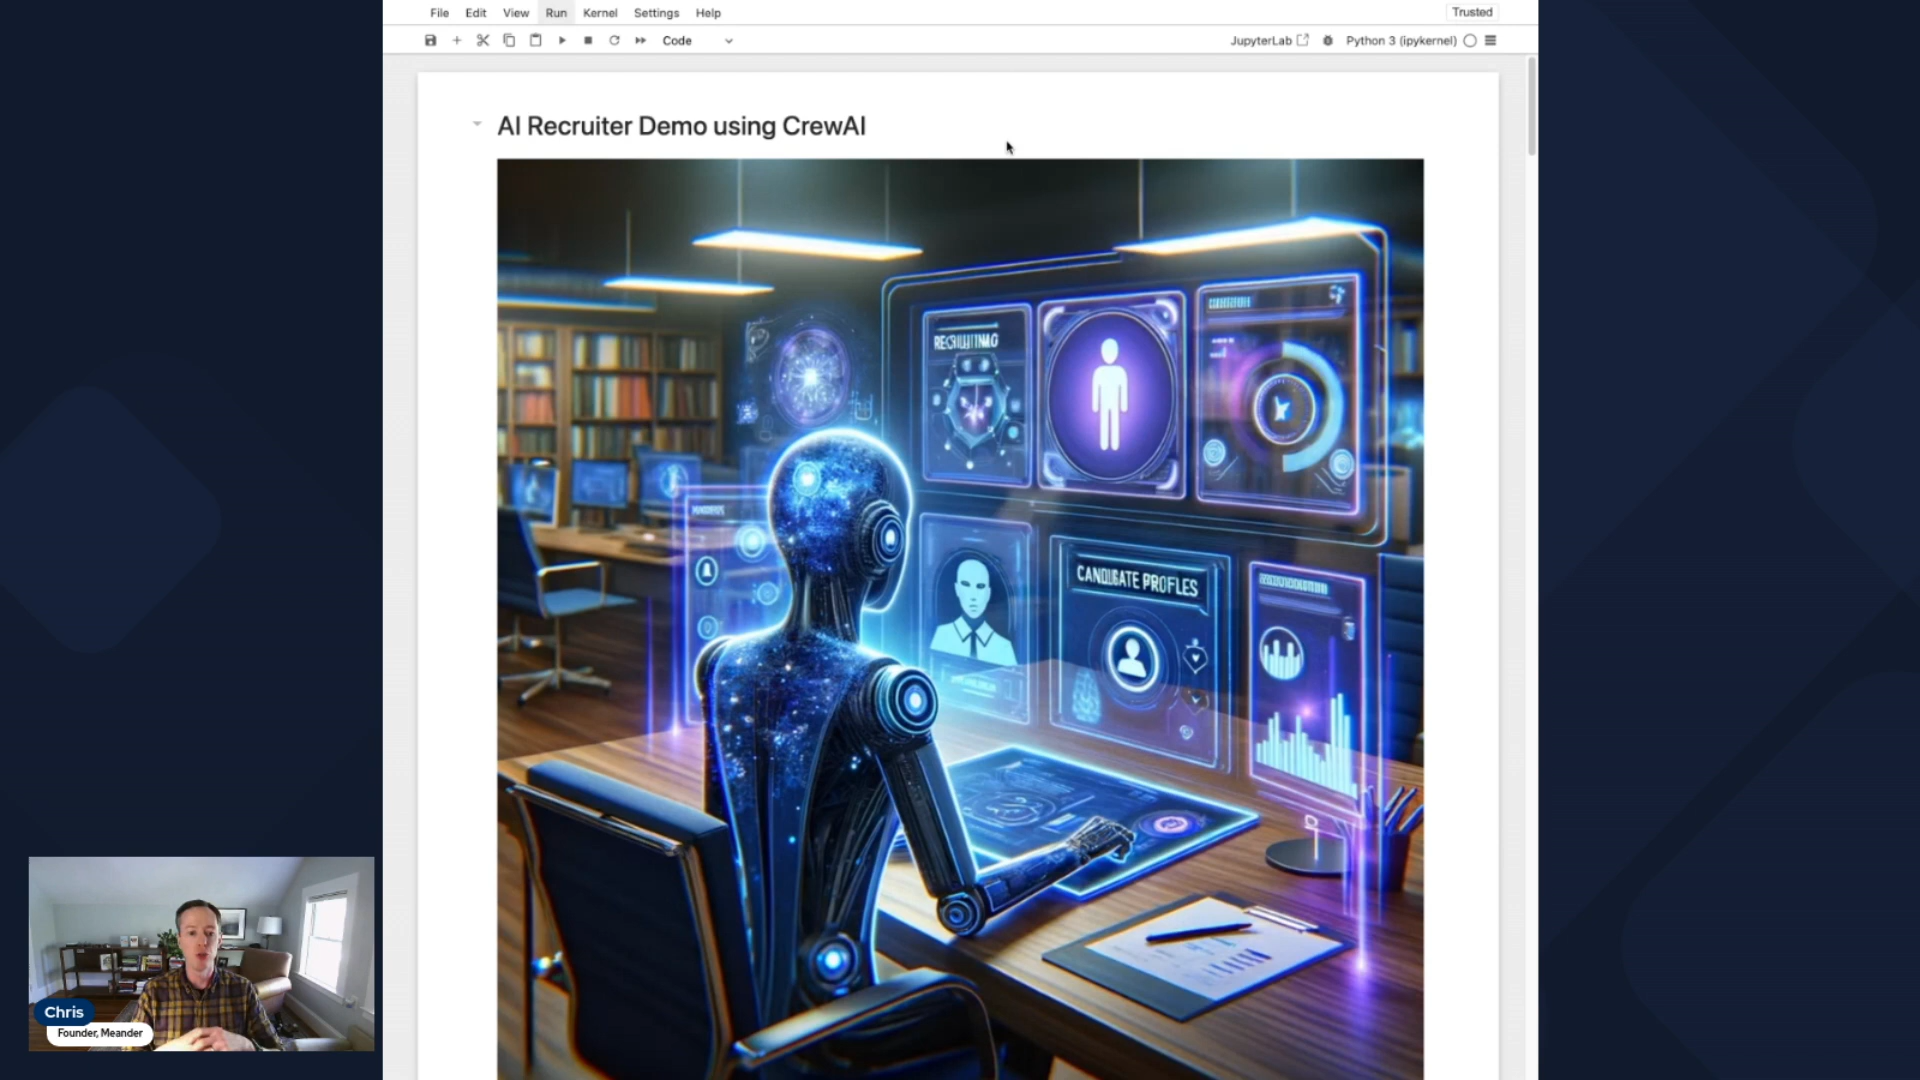 File Edit View Run Kernel Settings Help
Trusted
Code
JupyterLab
Python 3 (ipykernel)
AI Recruiter Demo using CrewAI
CANDIBATE PROFLES
Chris
Founder, Meander